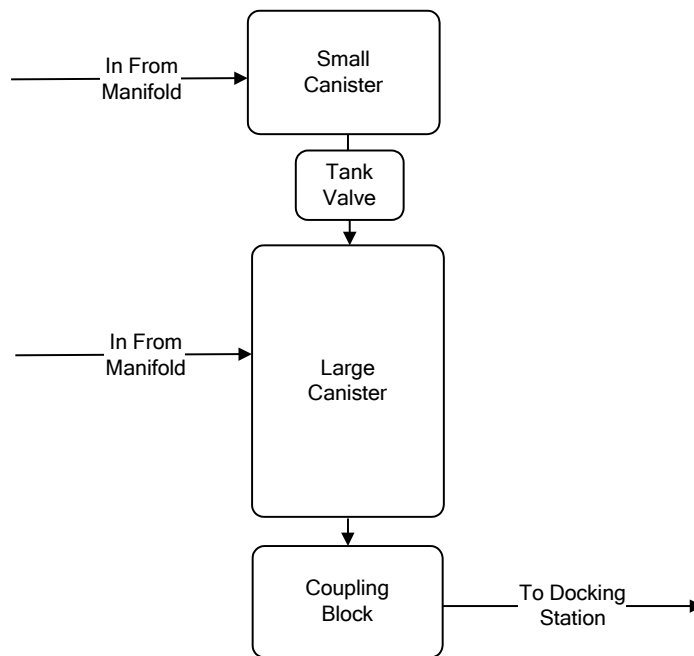 Small
Canister
In From
Manifold
Tank
Valve
In From
Manifold
Large
Canister
Coupling
Block
To Docking
Station